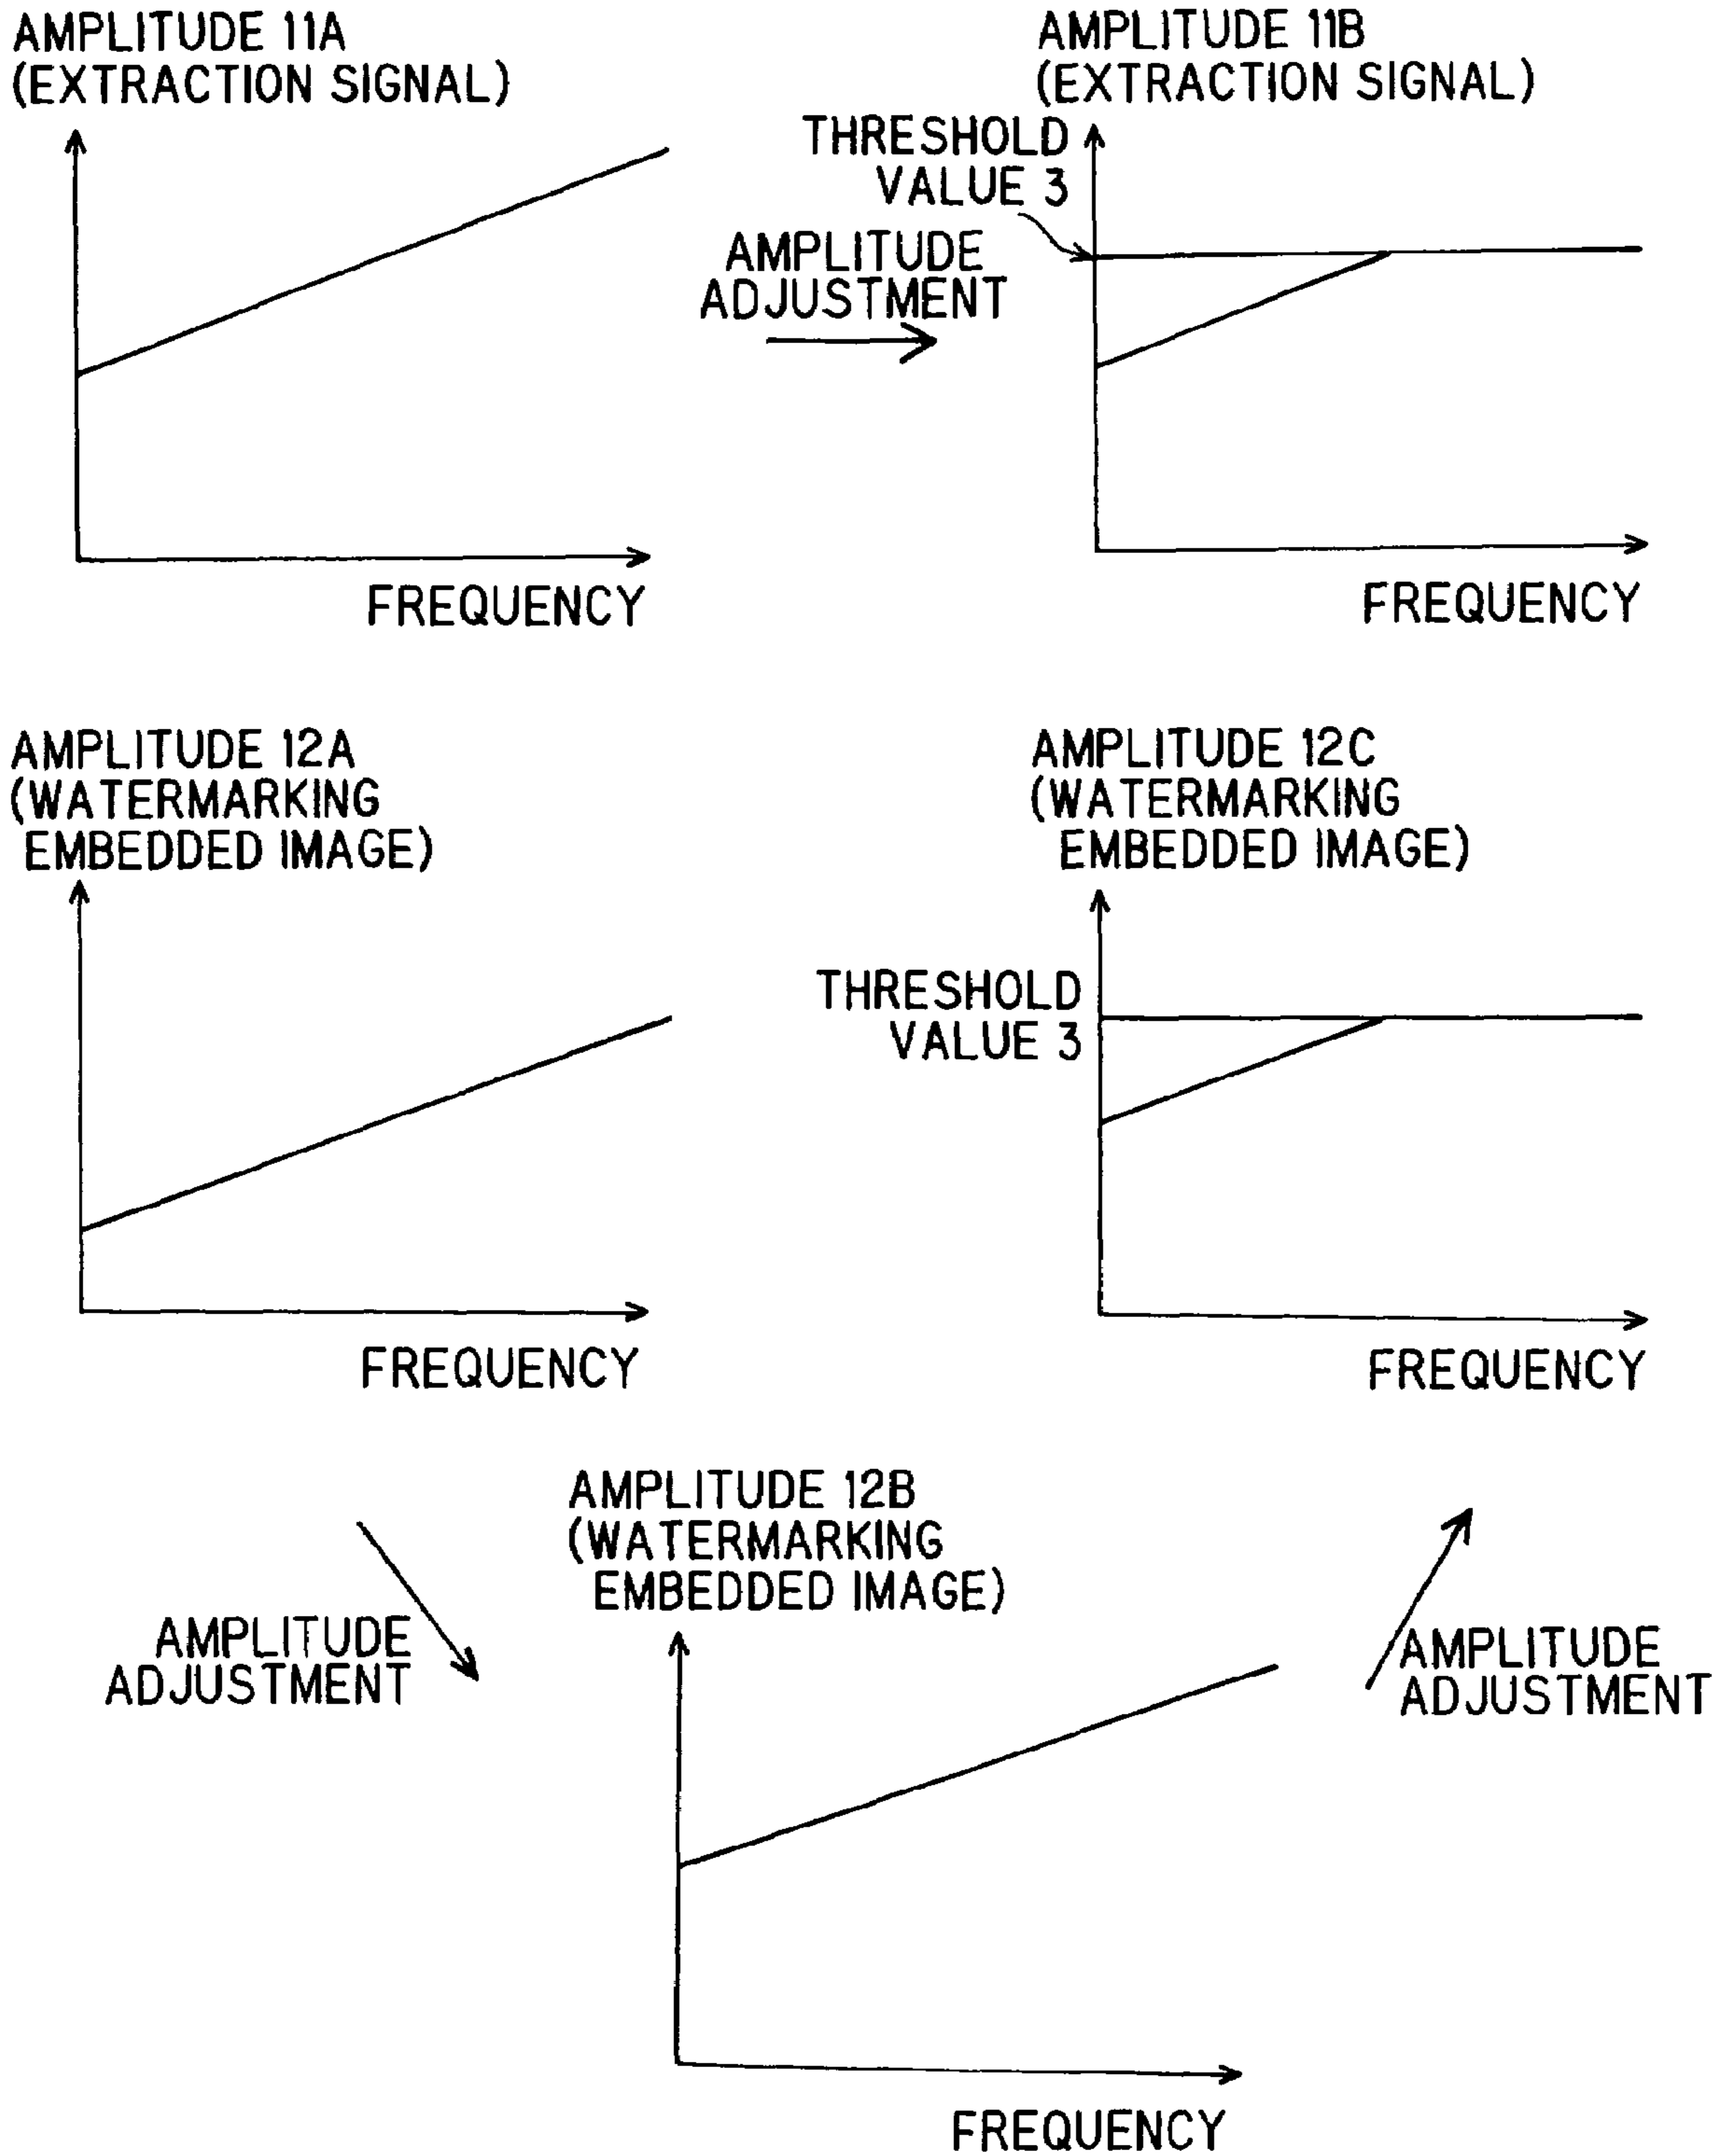 AMPLITUDE 11A
(EXTRACTION SIGNAL)
FREQUENCY
AMPLITUDE
ADJUSTMENT
AMPLITUDE 11B
(EXTRACTION SIGNAL)
THRESHOLD
VALUE 3
FREQUENCY
AMPLITUDE 12A
(WATERMARKING
EMBEDDED IMAGE)
FREQUENCY
AMPLITUDE 12C
(WATERMARKING
EMBEDDED IMAGE)
THRESHOLD
VALUE 3
FREQUENCY
AMPLITUDE
ADJUSTMENT
AMPLITUDE 12B
(WATERMARKING
EMBEDDED IMAGE)
FREQUENCY
AMPLITUDE
ADJUSTMENT